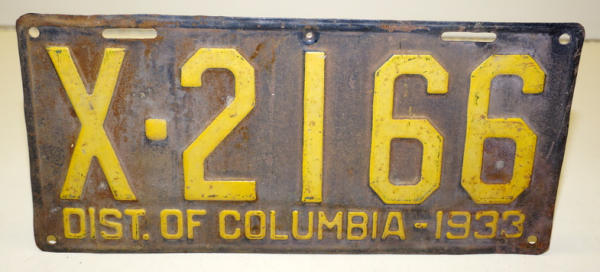 X·2166
DIST. OF COLUMBIA-1933